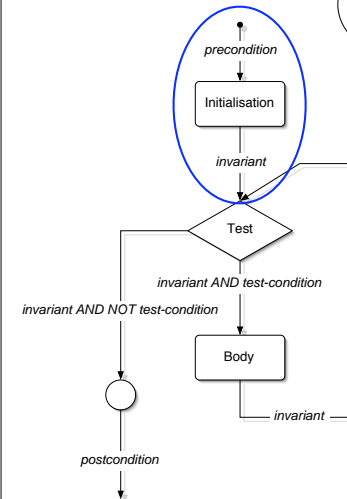 precondition
Initialisation
invariant
Test
invariant AND test-condition
invariant AND NOT test-condition
Body
invariant
postcondition